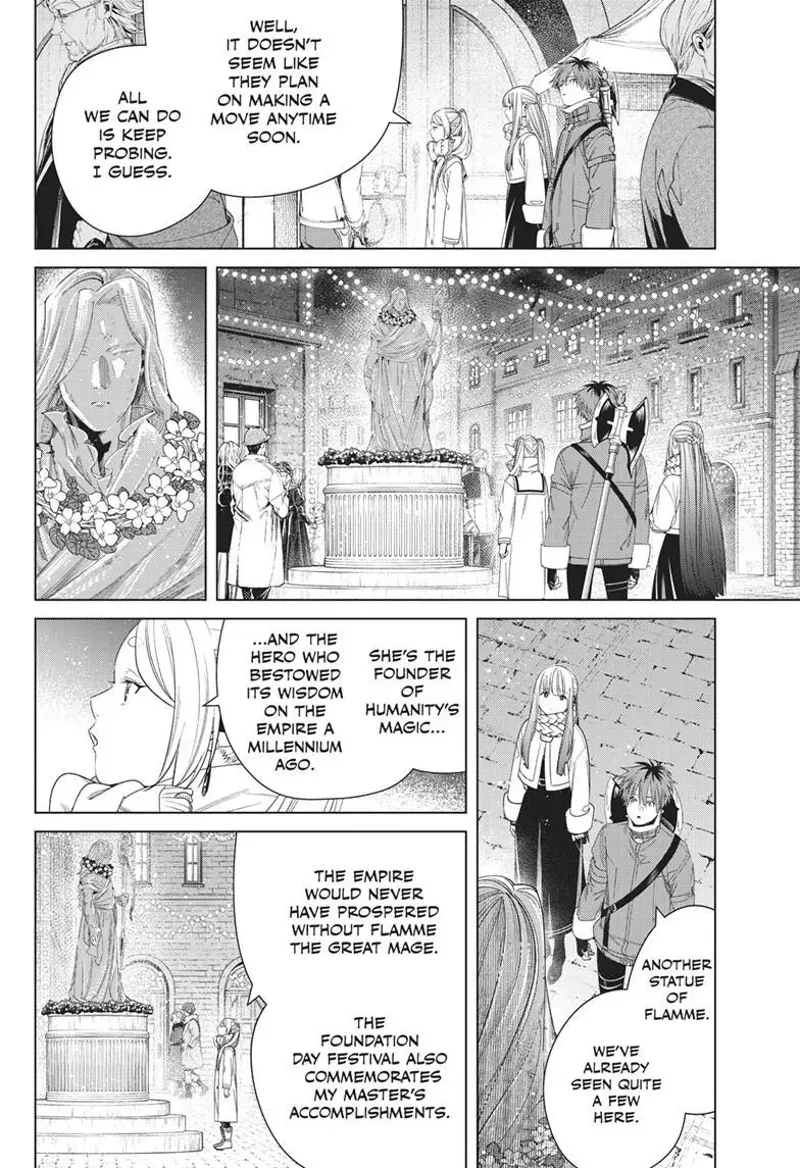 WELL,
IT DOESN'T
SEEM LIKE
THEY PLAN
ON MAKING A
MOVE ANYTIME
SOON.
ALL
WE CAN DO
IS KEEP
PROBING.
I GUESS.
ANOTHER
STATUE
OF
FLAMME.
WE'VE
ALREADY
SEEN QUITE
A FEW
HERE.
SHE'S THE
FOUNDER
OF
HUMANITY'S
MAGIC...
...AND THE
HERO WHO
BESTOWED
ITS WISDOM
ON THE
EMPIRE A
MILLENNIUM
AGO.
THE EMPIRE
WOULD NEVER
HAVE PROSPERED
WITHOUT FLAMME
THE GREAT MAGE.
THE
FOUNDATION
DAY FESTIVAL ALSO
COMMEMORATES
MY MASTER'S
ACCOMPLISHMENTS.